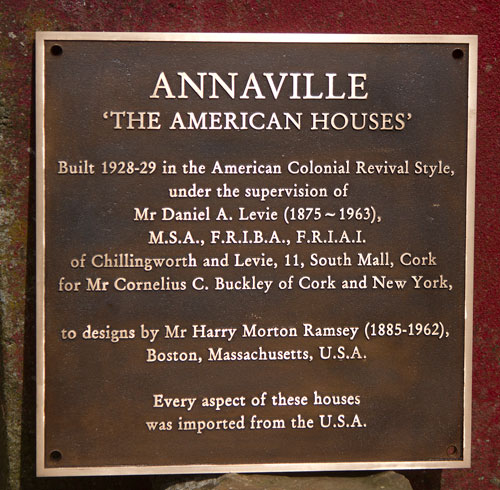 ANNAVILLE
‘THE AMERICAN HOUSES’
Built 1928-29 in the American Colonial Revival Style,
under the supervision of
Mr Daniel A. Levie (1875~1963),
M.S.A., F.R.I.B.A., F.R.I.A.I.
of Chillingworth and Levie, 11, South Mall, Cork
for Mr Cornelius C. Buckley of Cork and New York,
to designs by Mr Harry Morton Ramsey (1885-1962),
Boston, Massachusetts, U.S.A.
Every aspect of these houses
was imported from the U.S.A.